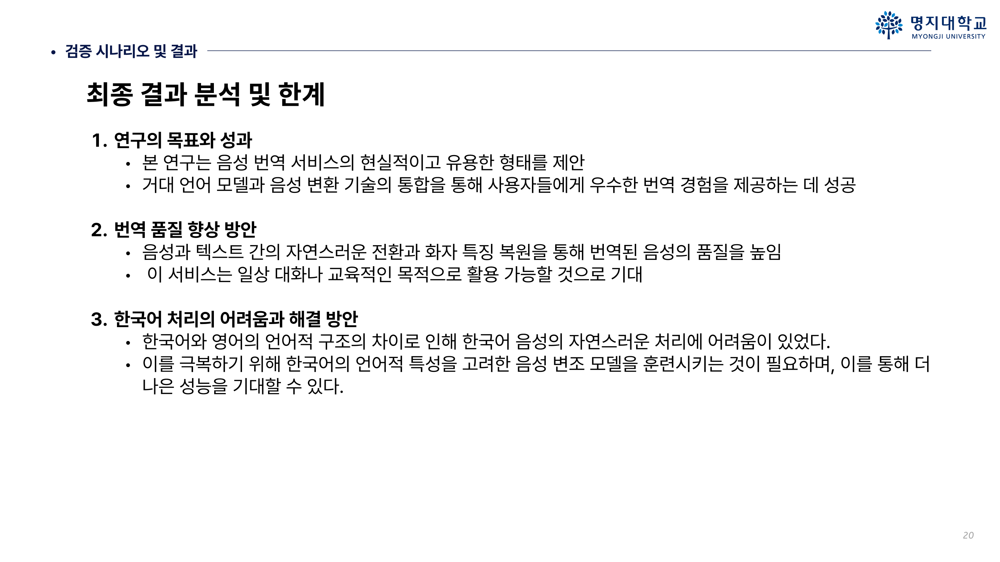 명지대학교
MYONGJI UNIVERSITY
• 검증 시나리오 및 결과
최종 결과 분석 및 한계
1. 연구의 목표와 성과
• 본 연구는 음성 번역 서비스의 현실적이고 유용한 형태를 제안
• 거대 언어 모델과 음성 변환 기술의 통합을 통해 사용자들에게 우수한 번역 경험을 제공하는 데 성공
2. 번역 품질 향상 방안
• 음성과 텍스트 간의 자연스러운 전환과 화자 특징 복원을 통해 번역된 음성의 품질을 높임
• 이 서비스는 일상 대화나 교육적인 목적으로 활용 가능할 것으로 기대
3. 한국어 처리의 어려움과 해결 방안
• 한국어와 영어의 언어적 구조의 차이로 인해 한국어 음성의 자연스러운 처리에 어려움이 있었다.
• 이를 극복하기 위해 한국어의 언어적 특성을 고려한 음성 변조 모델을 훈련시키는 것이 필요하며, 이를 통해 더
나은 성능을 기대할 수 있다.
20